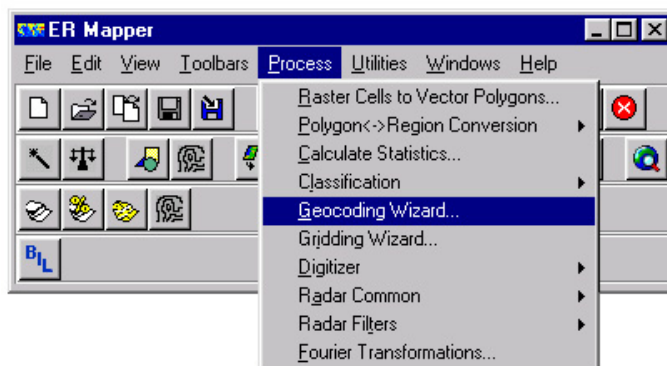 ER Mapper
File Edit View Toolbars Process Utilities Windows Help
Raster Cells to Vector Polygons...
Polygon<->Region Conversion
Calculate Statistics...
Classification
Geocoding Wizard...
Gridding Wizard...
Digitizer
Radar Common
Radar Filters
Fourier Transformations...
BIL